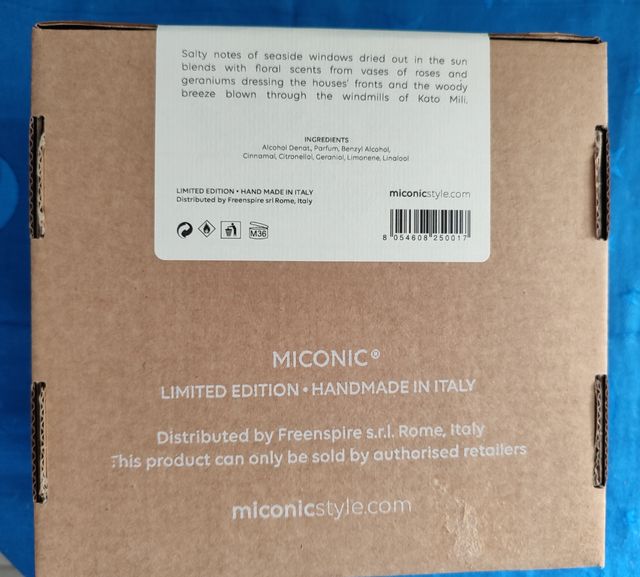 Salty notes of seaside windows dried out in the sun
blends with floral scents from vases of roses and
geraniums dressing the houses' fronts and the woody
breeze blown through the windmills of Kato Mili.
INGREDIENTS
Alcohol Denat., Parfum, Benzyl Alcohol,
Cinnamal, Citronellol, Geraniol, Limonene, Linalool
LIMITED EDITION • HAND MADE IN ITALY
Distributed by Freenspire srl Rome, Italy
miconicstyle.com
M36
8 054608 250017
MICONIC®
LIMITED EDITION • HANDMADE IN ITALY
Distributed by Freenspire s.r.l. Rome, Italy
This product can only be sold by authorised retailers
miconicstyle.com